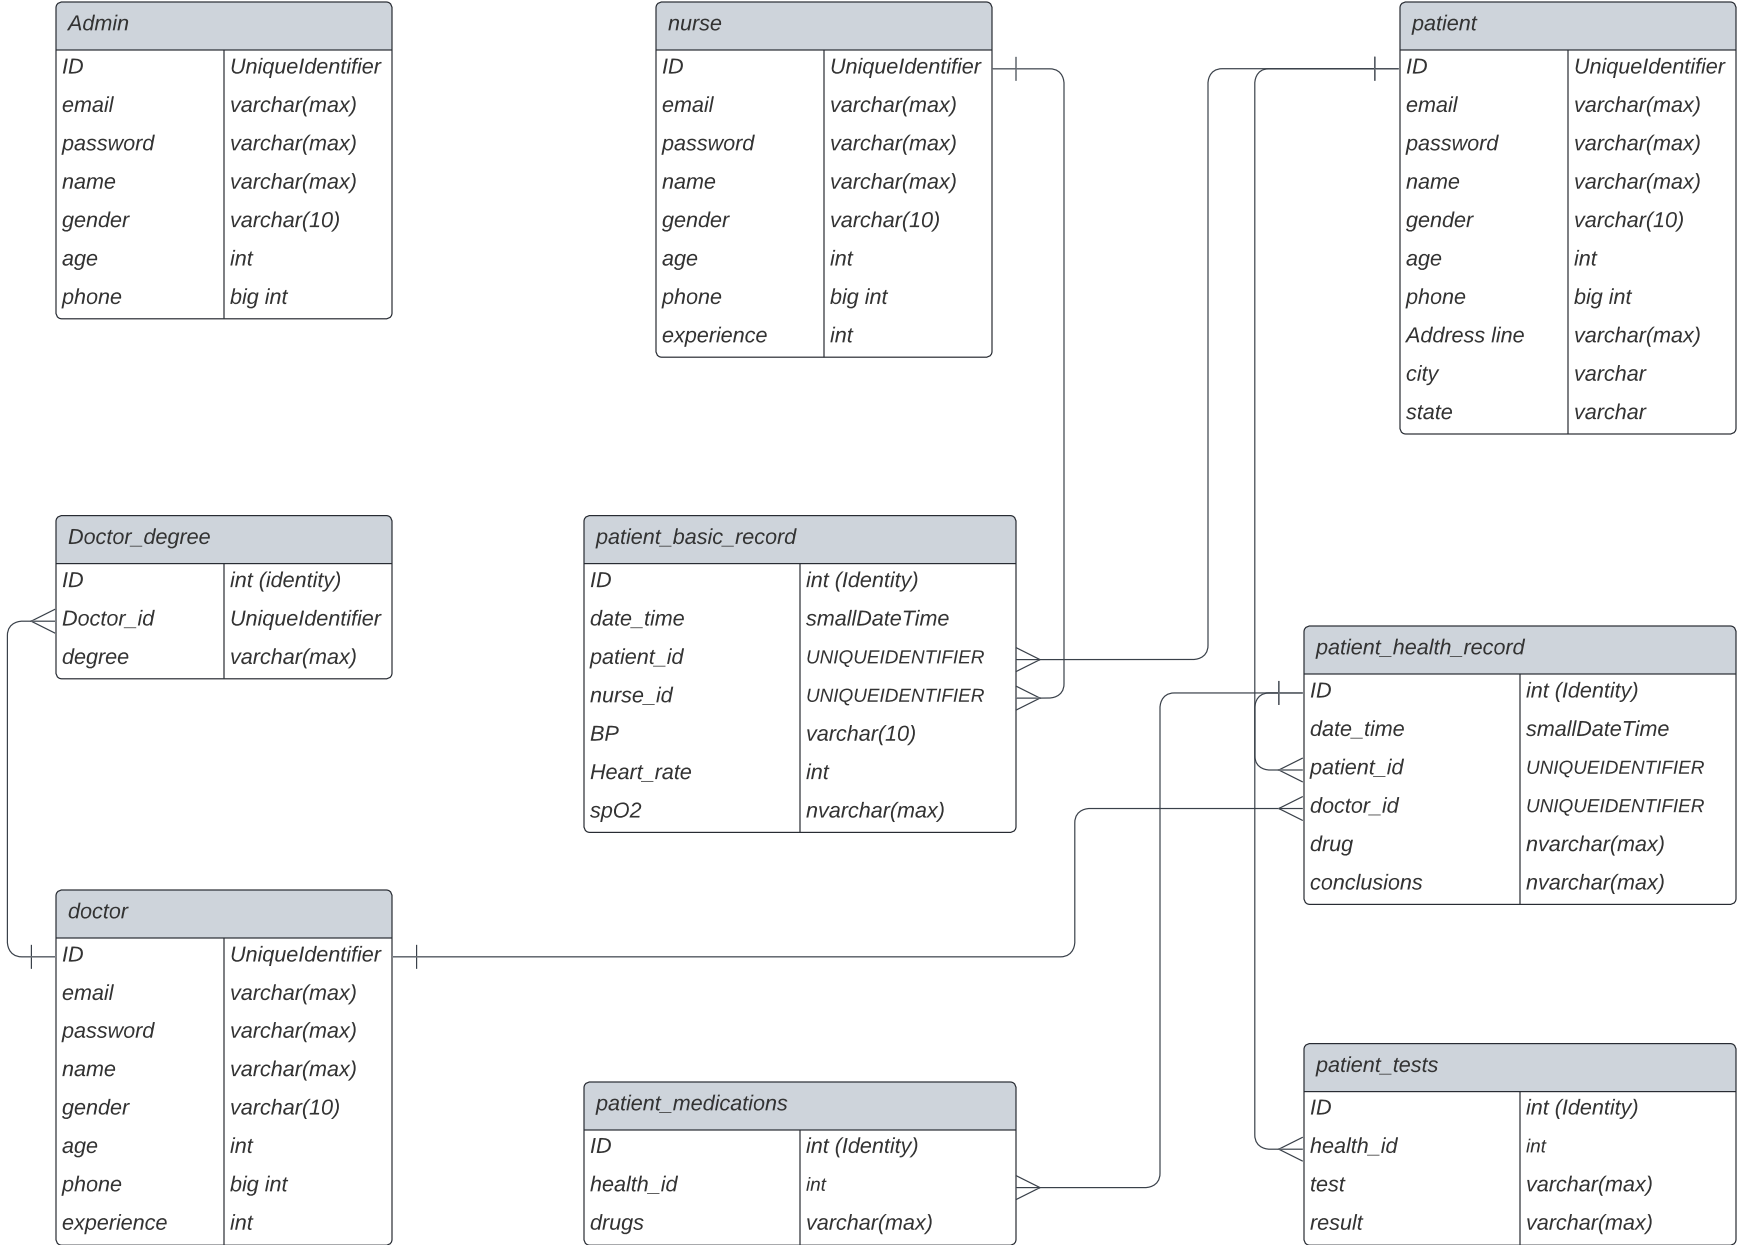 Admin
ID UniqueIdentifier
email varchar(max)
password varchar(max)
name varchar(max)
gender varchar(10)
age int
phone big int
nurse
ID UniqueIdentifier
email varchar(max)
password varchar(max)
name varchar(max)
gender varchar(10)
age int
phone big int
experience int
patient
ID UniqueIdentifier
email varchar(max)
password varchar(max)
name varchar(max)
gender varchar(10)
age int
phone big int
Address line varchar(max)
city varchar
state varchar
Doctor_degree
ID int (identity)
Doctor_id UniqueIdentifier
degree varchar(max)
patient_basic_record
ID int (Identity)
date_time smallDateTime
patient_id UNIQUEIDENTIFIER
nurse_id UNIQUEIDENTIFIER
BP varchar(10)
Heart_rate int
spO2 nvarchar(max)
patient_health_record
ID int (Identity)
date_time smallDateTime
patient_id UNIQUEIDENTIFIER
doctor_id UNIQUEIDENTIFIER
drug nvarchar(max)
conclusions nvarchar(max)
doctor
ID UniqueIdentifier
email varchar(max)
password varchar(max)
name varchar(max)
gender varchar(10)
age int
phone big int
experience int
patient_medications
ID int (Identity)
health_id int
drugs varchar(max)
patient_tests
ID int (Identity)
health_id int
test varchar(max)
result varchar(max)